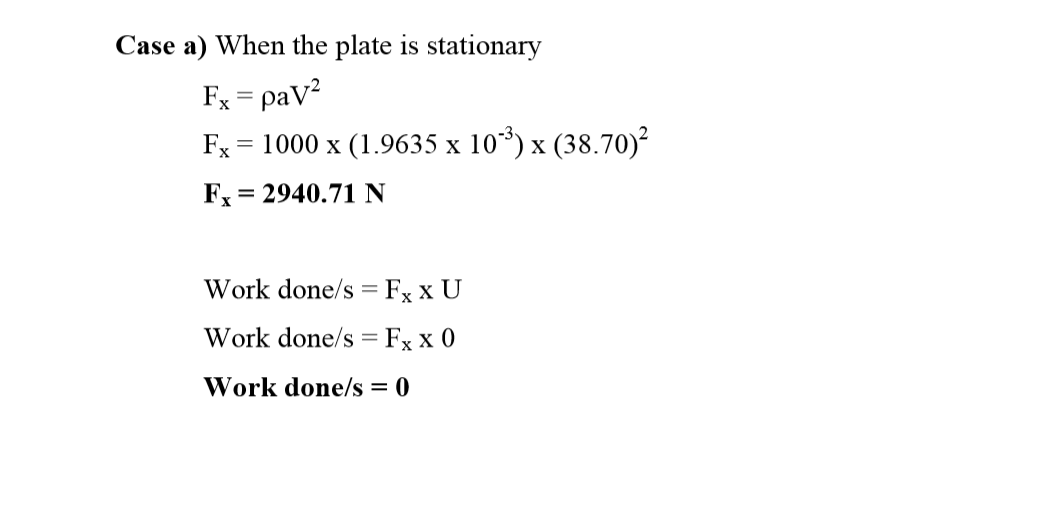 Case a) When the plate is stationary
Fₓ = ρaV²
Fₓ = 1000 x (1.9635 x 10⁻³) x (38.70)²
Fₓ = 2940.71 N
Work done/s = Fₓ x U
Work done/s = Fₓ x 0
Work done/s = 0